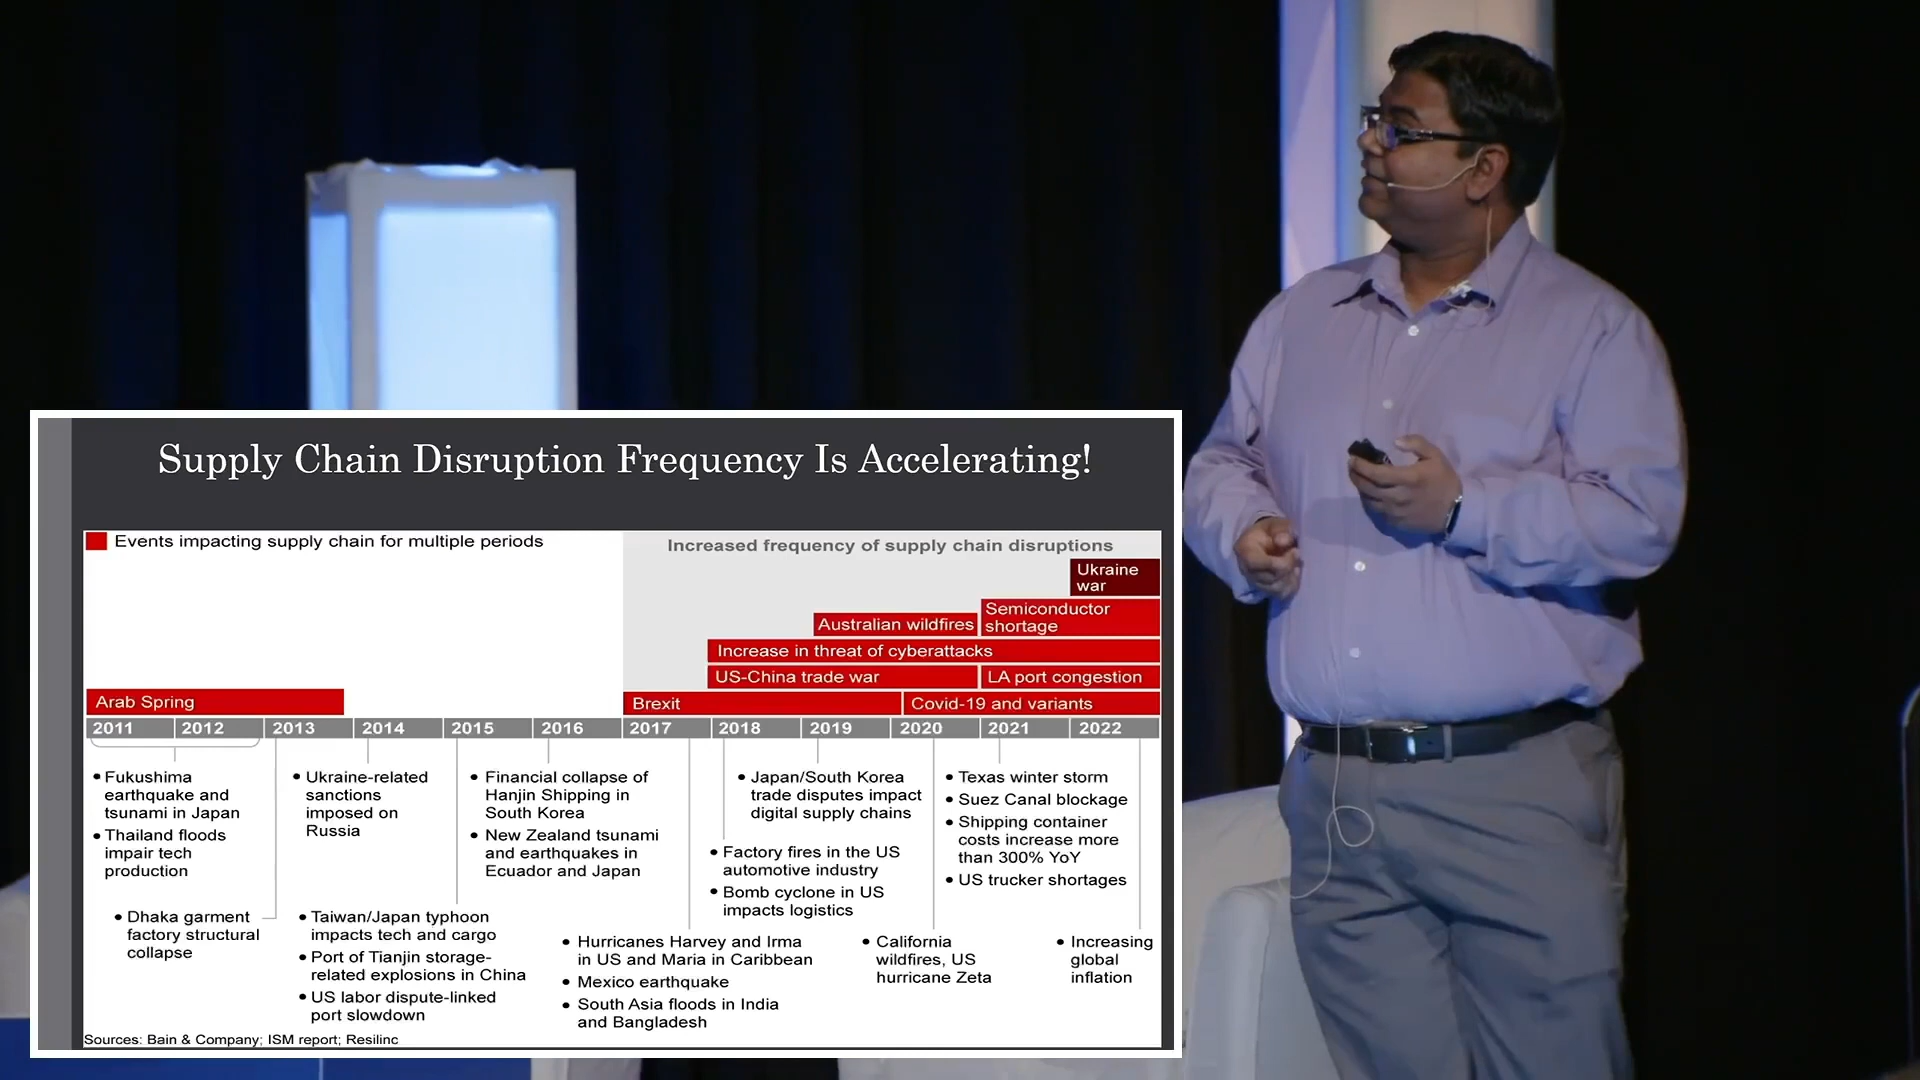 Supply Chain Disruption Frequency Is Accelerating!
Events impacting supply chain for multiple periods
Increased frequency of supply chain disruptions
Ukraine
war
Semiconductor
shortage
Australian wildfires
Increase in threat of cyberattacks
US-China trade war
LA port congestion
Arab Spring
Brexit
Covid-19 and variants
2011 2012 2013 2014 2015 2016 2017 2018 2019 2020 2021 2022
• Fukushima
earthquake and
tsunami in Japan
• Thailand floods
impair tech
production
• Dhaka garment
factory structural
collapse
• Ukraine-related
sanctions
imposed on
Russia
• Taiwan/Japan typhoon
impacts tech and cargo
• Port of Tianjin storage-
related explosions in China
• US labor dispute-linked
port slowdown
• Financial collapse of
Hanjin Shipping in
South Korea
• New Zealand tsunami
and earthquakes in
Ecuador and Japan
• Hurricanes Harvey and Irma
in US and Maria in Caribbean
• Mexico earthquake
• South Asia floods in India
and Bangladesh
• Japan/South Korea
trade disputes impact
digital supply chains
• Factory fires in the US
automotive industry
• Bomb cyclone in US
impacts logistics
• California
wildfires, US
hurricane Zeta
• Texas winter storm
• Suez Canal blockage
• Shipping container
costs increase more
than 300% YoY
• US trucker shortages
• Increasing
global
inflation
Sources: Bain & Company; ISM report; Resilinc